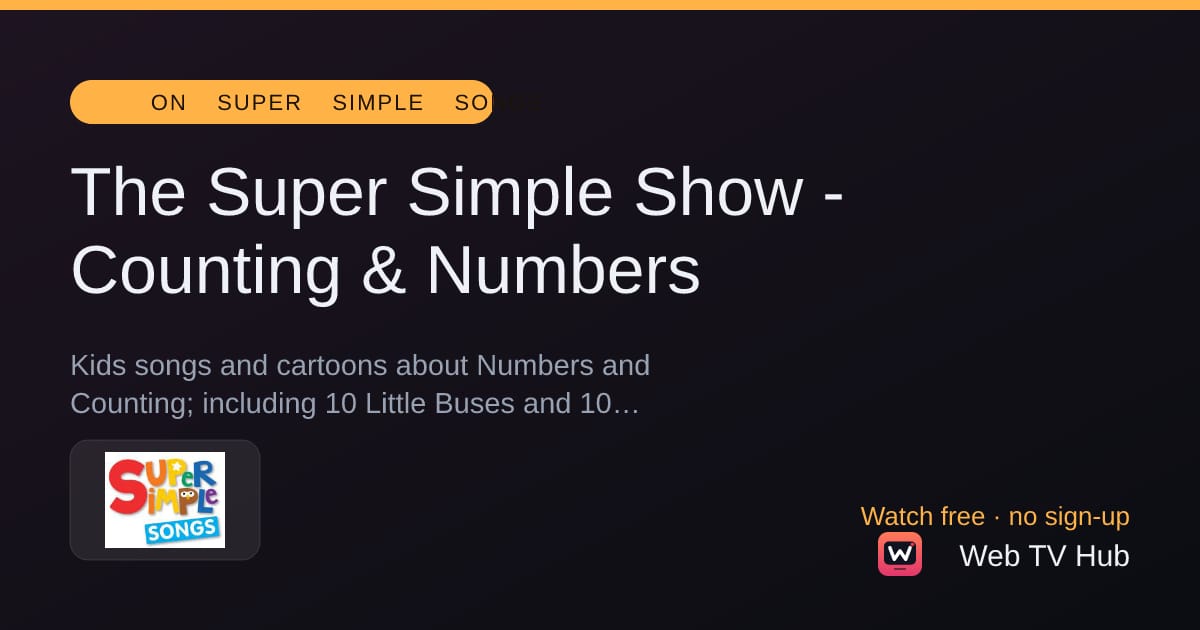 ON SUPER SIMPLE SONGS
The Super Simple Show -
Counting & Numbers
Kids songs and cartoons about Numbers and
Counting; including 10 Little Buses and 10…
SUPER
SiMPLe
SONGS
Watch free · no sign-up
W
Web TV Hub